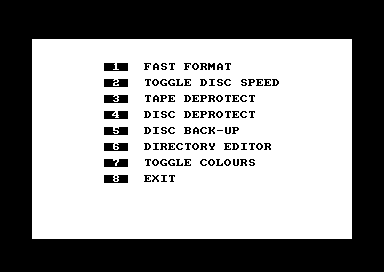 1 FAST FORMAT
2 TOGGLE DISC SPEED
3 TAPE DEPROTECT
4 DISC DEPROTECT
5 DISC BACK-UP
6 DIRECTORY EDITOR
7 TOGGLE COLOURS
8 EXIT